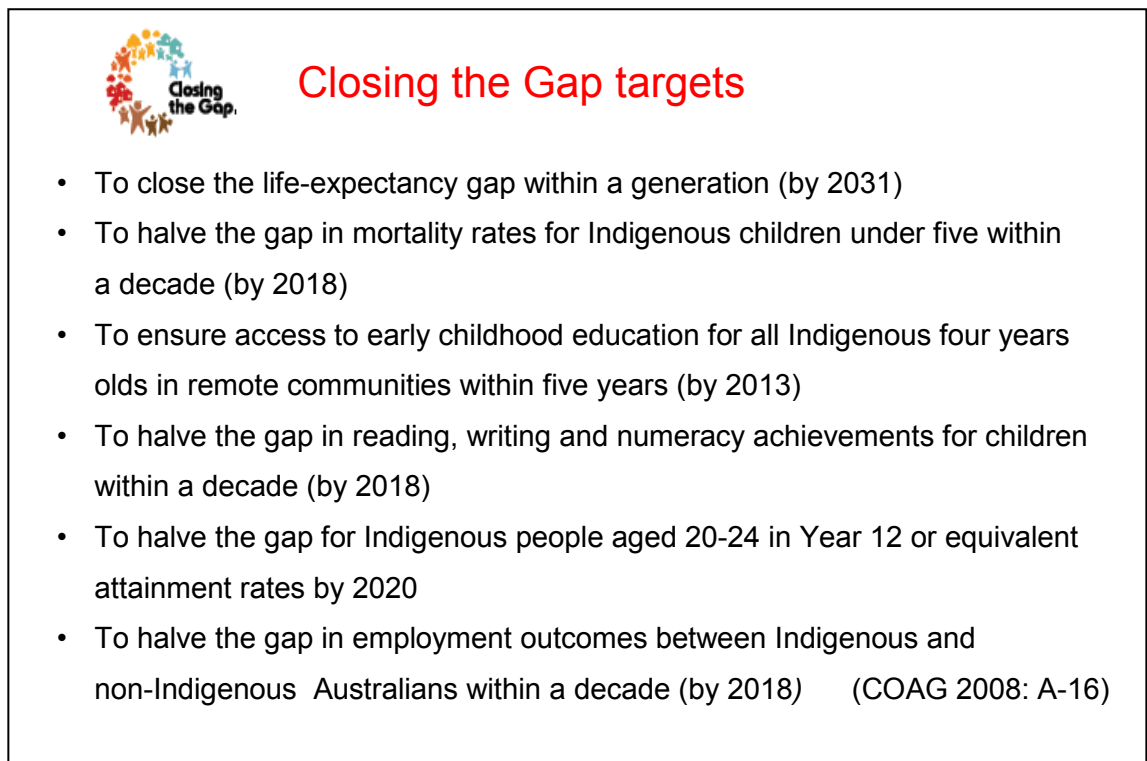 Closing
the Gap.
Closing the Gap targets
• To close the life-expectancy gap within a generation (by 2031)
• To halve the gap in mortality rates for Indigenous children under five within
a decade (by 2018)
• To ensure access to early childhood education for all Indigenous four years
olds in remote communities within five years (by 2013)
• To halve the gap in reading, writing and numeracy achievements for children
within a decade (by 2018)
• To halve the gap for Indigenous people aged 20-24 in Year 12 or equivalent
attainment rates by 2020
• To halve the gap in employment outcomes between Indigenous and
non-Indigenous Australians within a decade (by 2018) (COAG 2008: A-16)